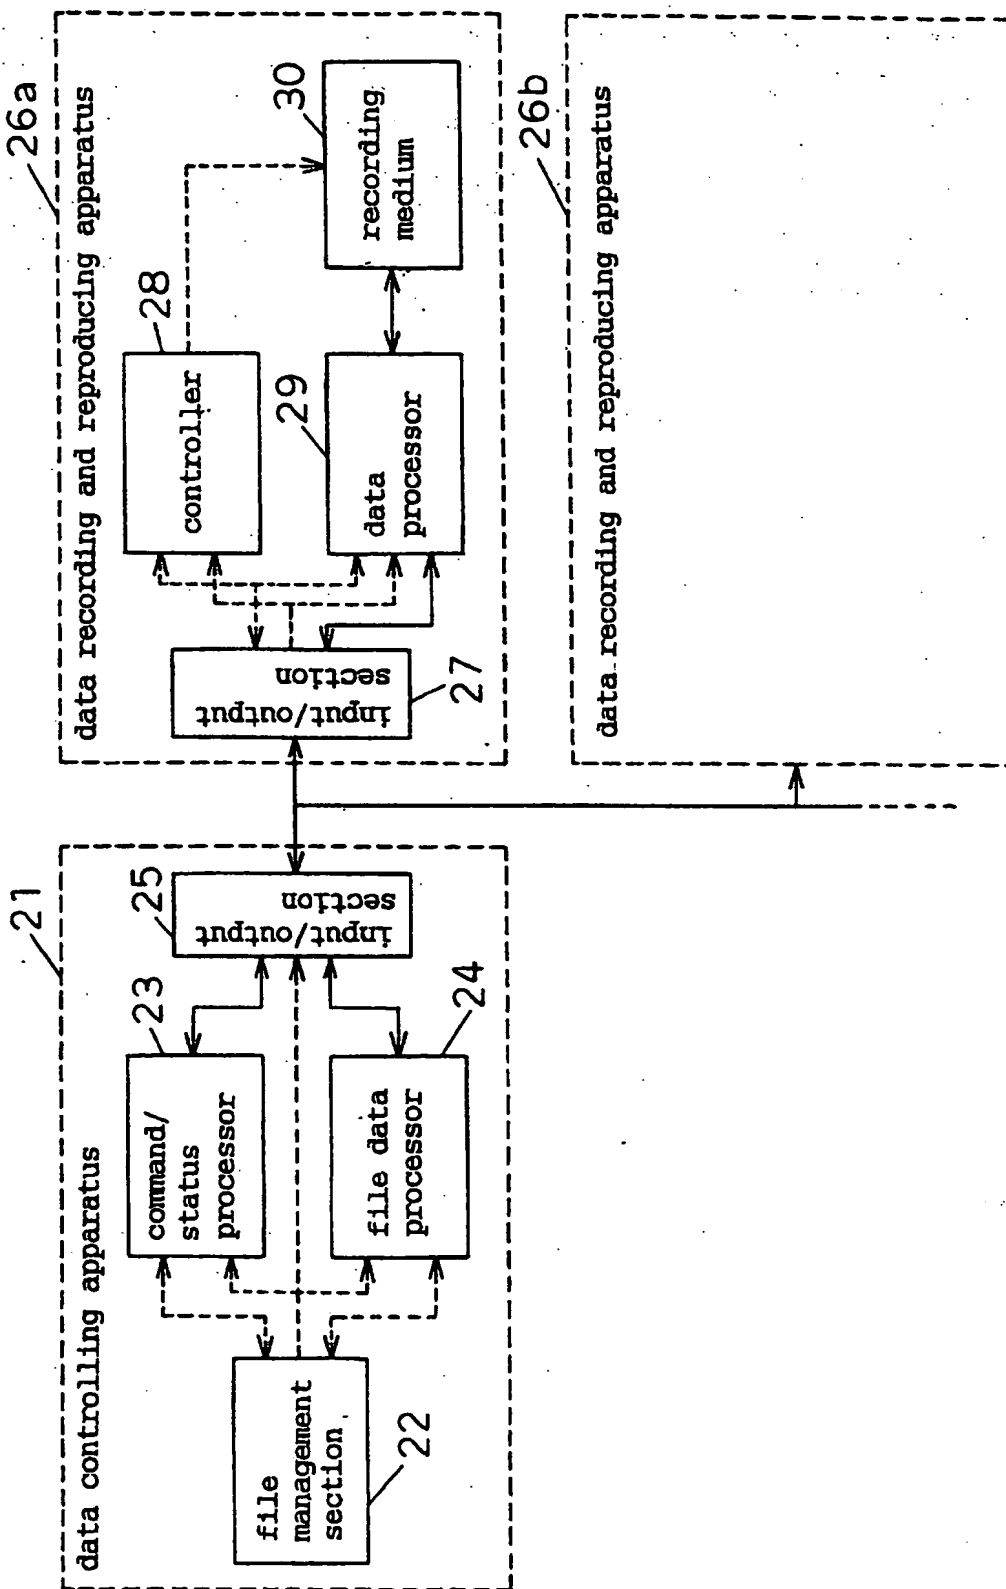 21
data controlling apparatus
file
management
section
22
command/
status
processor
23
file data
processor
24
input/output
section
25
26a
data recording and reproducing apparatus
input/output
section
27
controller
28
data
processor
29
recording
medium
30
26b
data recording and reproducing apparatus